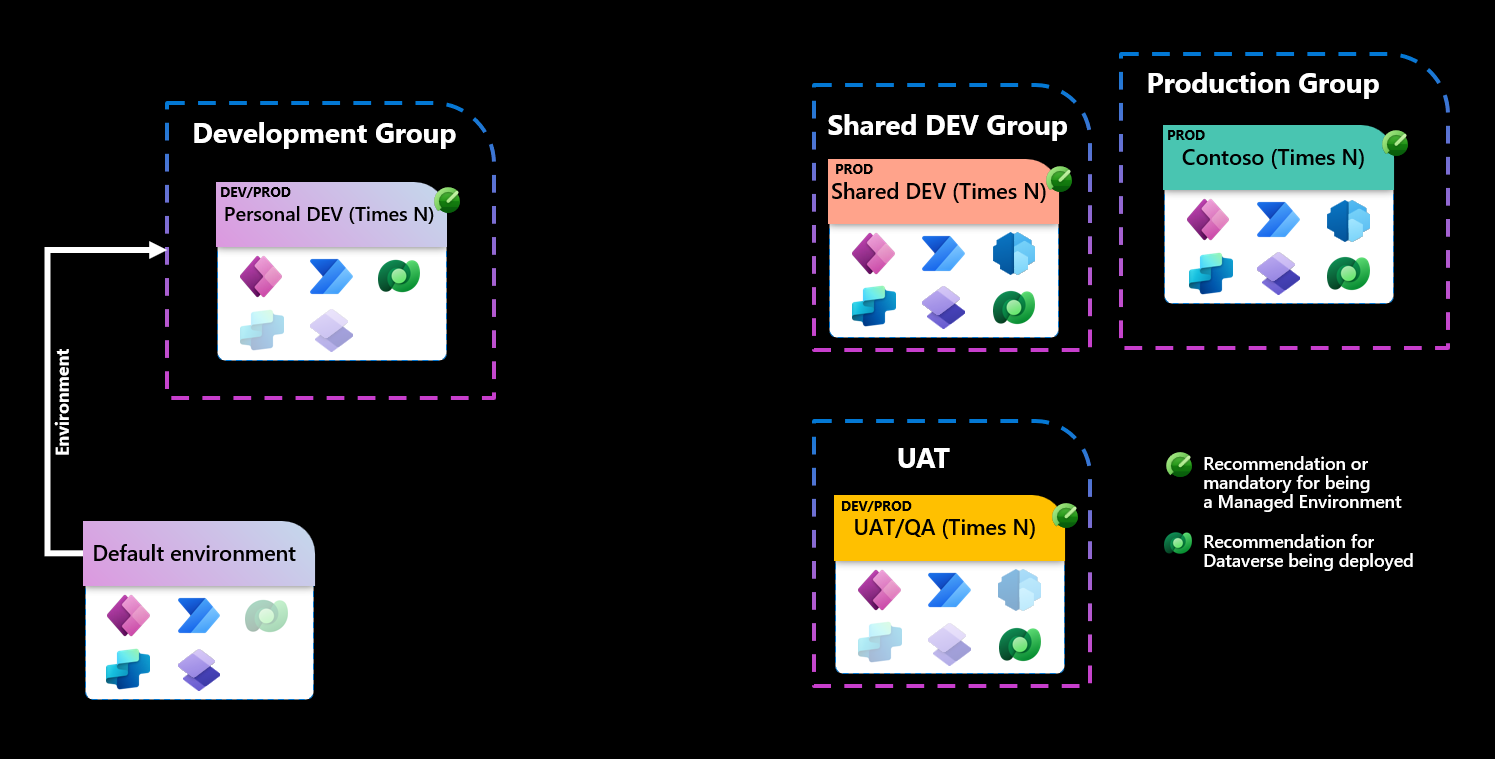 Development Group
DEV/PROD
Personal DEV (Times N)
Environment
Default environment
Shared DEV Group
PROD
Shared DEV (Times N)
Production Group
PROD
Contoso (Times N)
UAT
DEV/PROD
UAT/QA (Times N)
Recommendation or
mandatory for being
a Managed Environment
Recommendation for
Dataverse being deployed